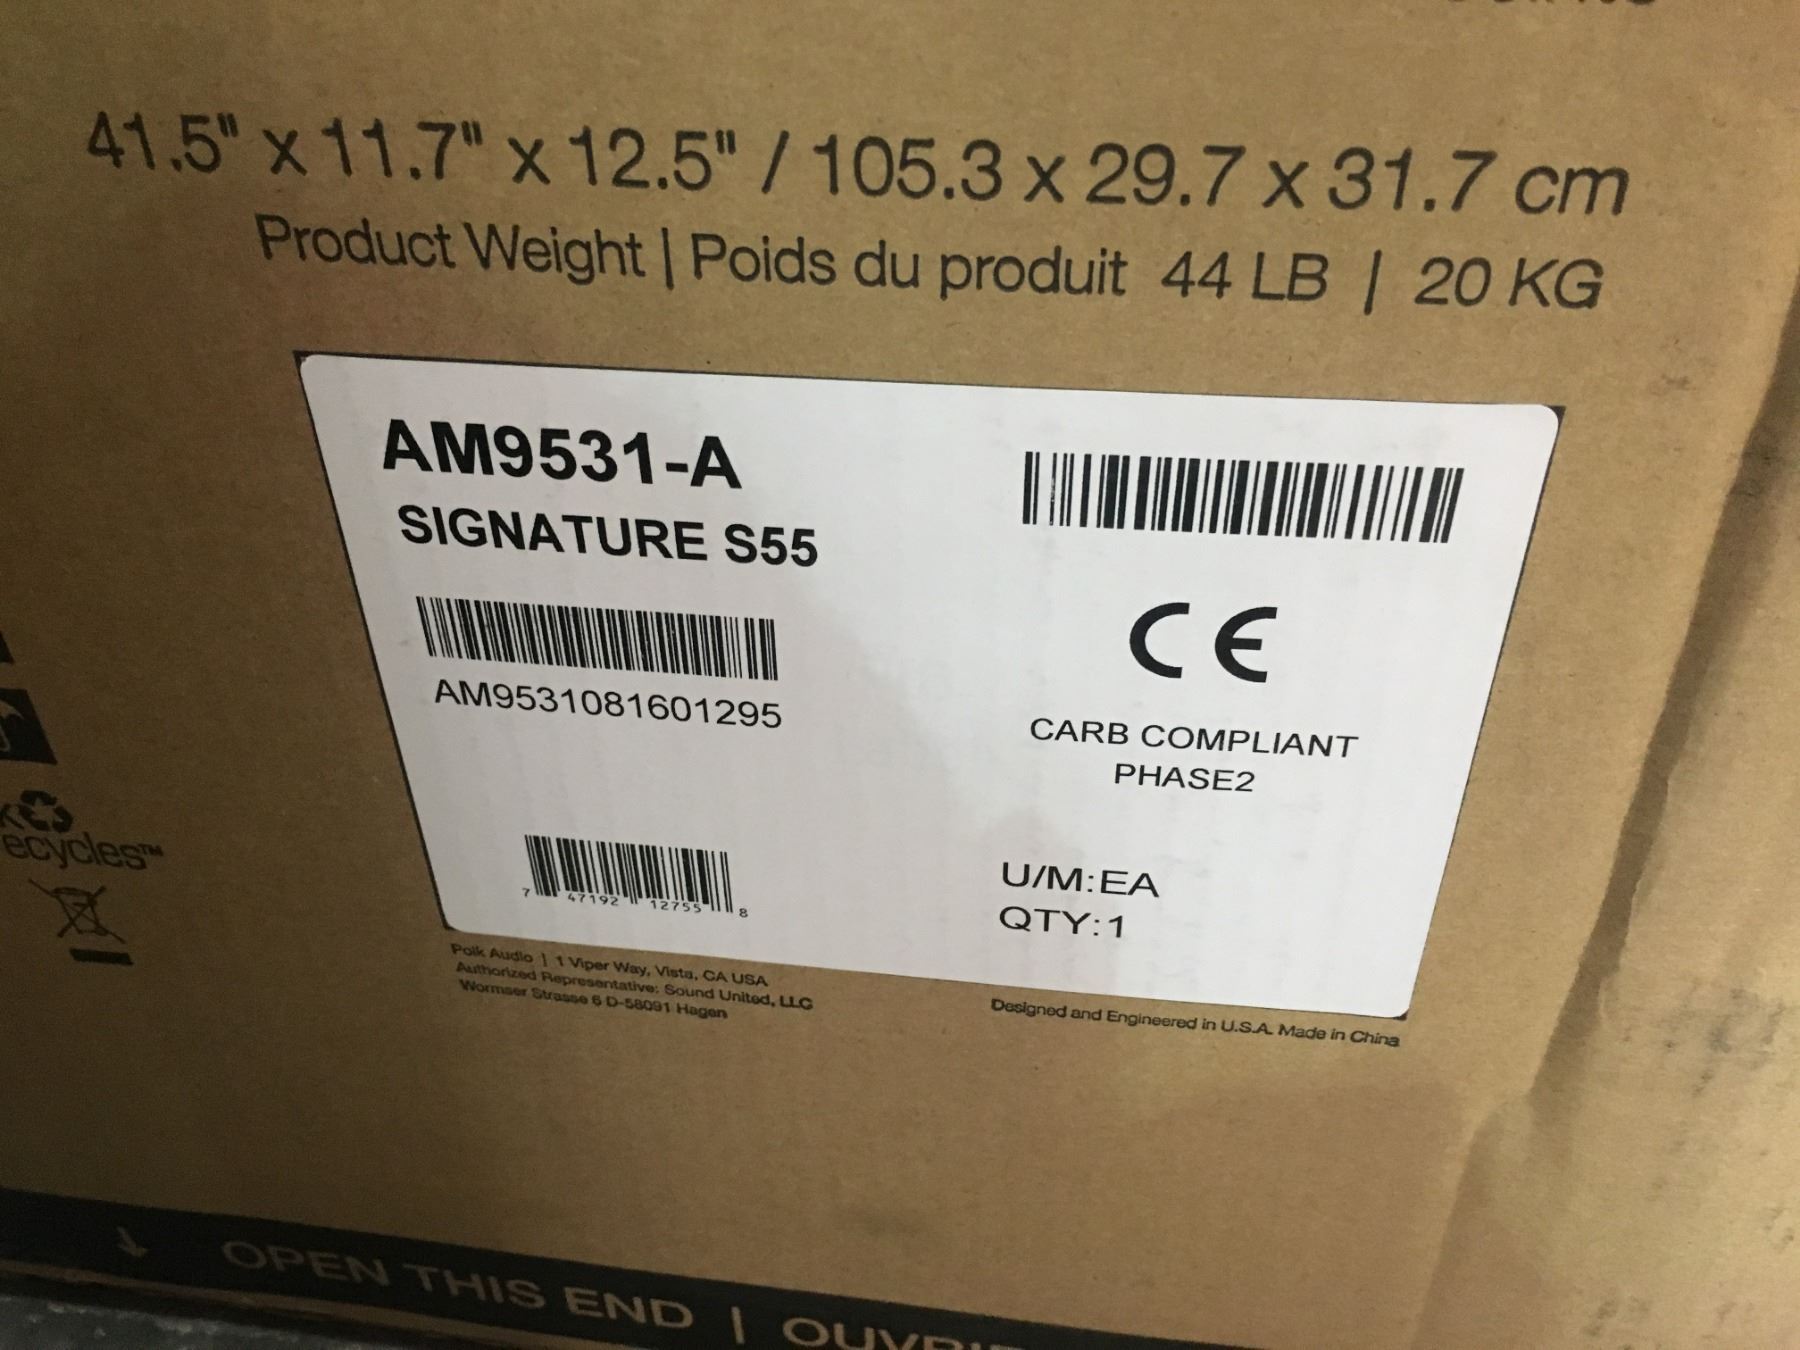 41.5" x 11.7" x 12.5" / 105.3 x 29.7 x 31.7 cm
Product Weight | Poids du produit 44 LB | 20 KG
AM9531-A
SIGNATURE S55
AM9531081601295
CE
CARB COMPLIANT
PHASE2
7 47192 12755 8
U/M:EA
QTY:1
Polk Audio | 1 Viper Way, Vista, CA USA
Authorized Representative: Sound United, LLC
Wormser Strasse 6 D-58091 Hagen
Designed and Engineered in U.S.A. Made in China
ecycles™
OPEN THIS END |